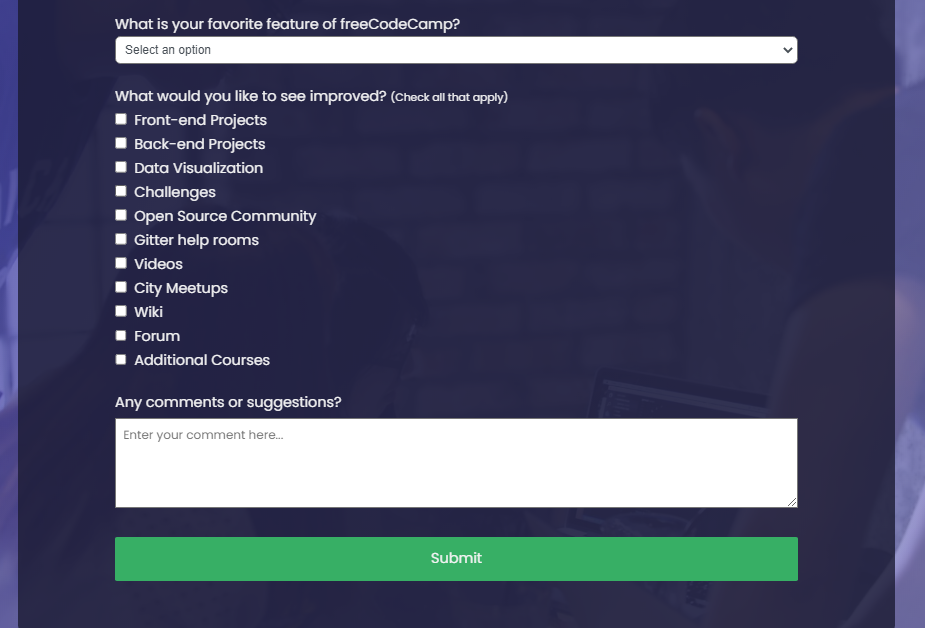 What is your favorite feature of freeCodeCamp?
Select an option
What would you like to see improved? (Check all that apply)
Front-end Projects
Back-end Projects
Data Visualization
Challenges
Open Source Community
Gitter help rooms
Videos
City Meetups
Wiki
Forum
Additional Courses
Any comments or suggestions?
Enter your comment here...
Submit